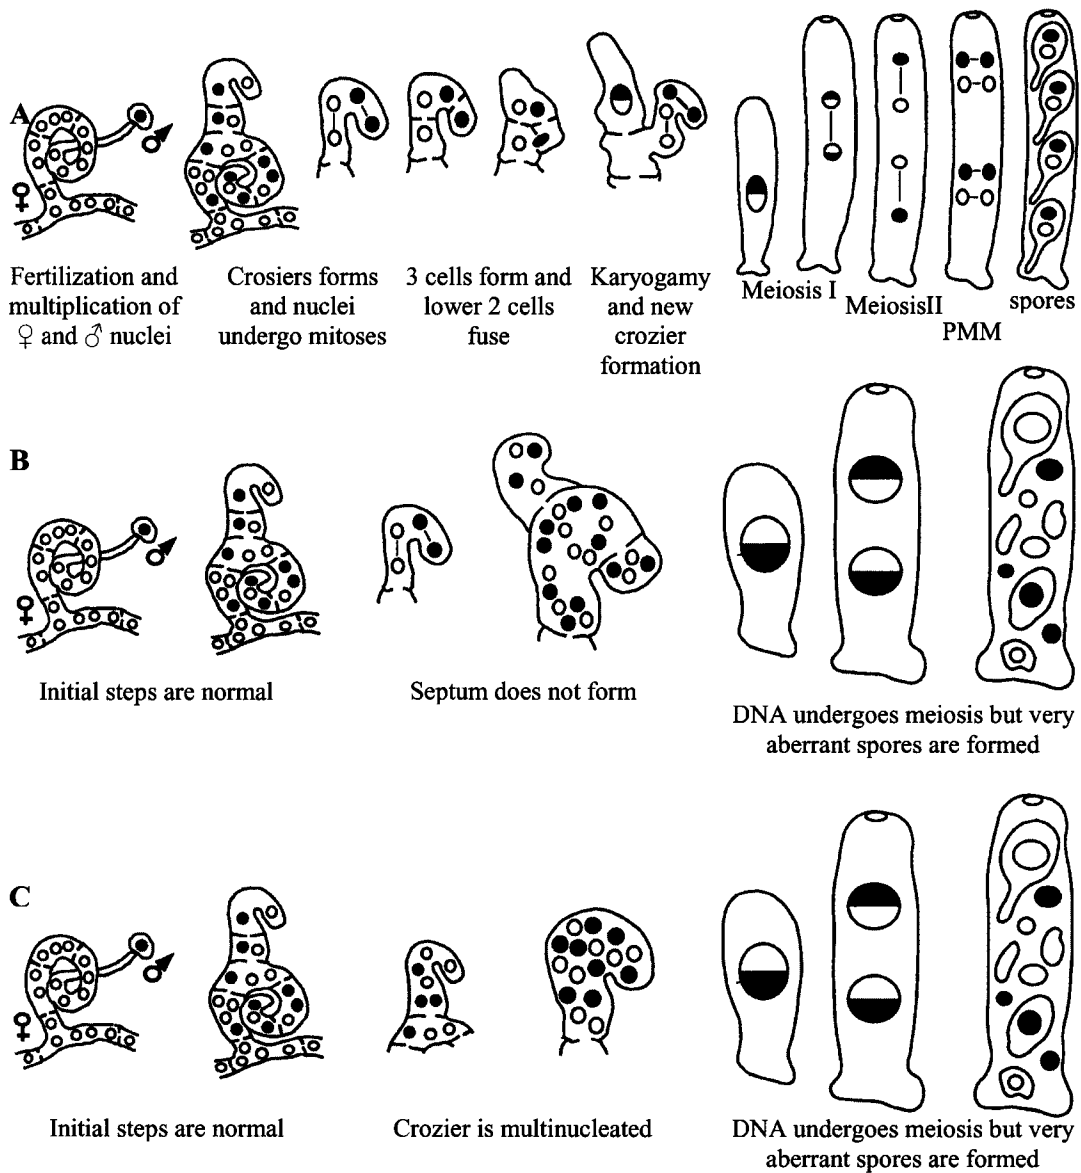 A
♀
♂
Fertilization and
multiplication of
♀ and ♂ nuclei
Crosiers forms
and nuclei
undergo mitoses
3 cells form and
lower 2 cells
fuse
Karyogamy
and new
crozier
formation
Meiosis I
MeiosisII
PMM
spores
B
♀
♂
Initial steps are normal
Septum does not form
DNA undergoes meiosis but very
aberrant spores are formed
C
♀
♂
Initial steps are normal
Crozier is multinucleated
DNA undergoes meiosis but very
aberrant spores are formed